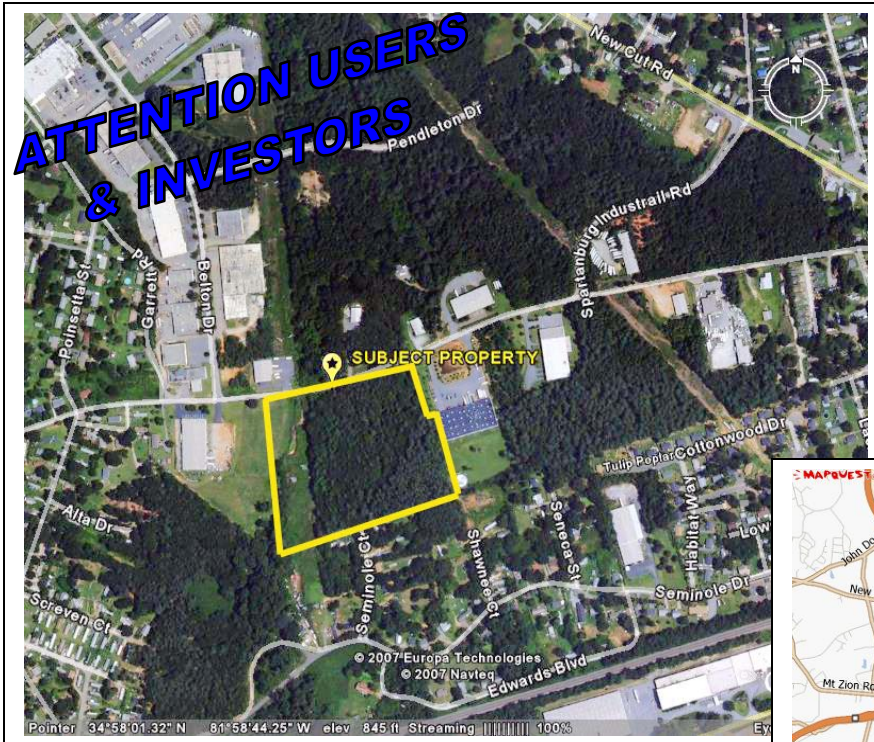 ATTENTION USERS
& INVESTORS
New Cut Rd
N
Pendleton Dr
Spartanburg Industrail Rd
Poinsetta St
Garrett Rd
Belton Dr
SUBJECT PROPERTY
Tulip Poplar
Cottonwood Dr
Alta Dr
Seminole Ct
Shawnee Ct
Seneca St
Habitat Way
Seminole Dr
Screven Ct
© 2007 Europa Technologies
© 2007 Navteq
Edwards Blvd
Pointer 34°58'01.32" N 81°58'44.25" W elev 845 ft Streaming 100%
MAPQUEST
Mt Zion Rd